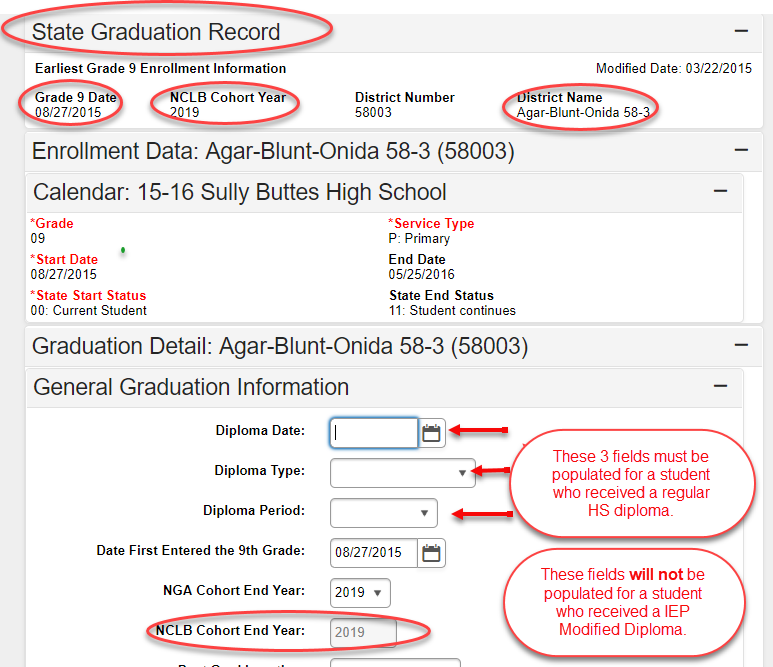 State Graduation Record
Earliest Grade 9 Enrollment Information
Modified Date: 03/22/2015
Grade 9 Date
NCLB Cohort Year
District Number
District Name
08/27/2015
2019
58003
Agar-Blunt-Onida 58-3
Enrollment Data: Agar-Blunt-Onida 58-3 (58003)
Calendar: 15-16 Sully Buttes High School
*Grade
*Service Type
09
P: Primary
*Start Date
End Date
08/27/2015
05/25/2016
*State Start Status
State End Status
00: Current Student
11: Student continues
Graduation Detail: Agar-Blunt-Onida 58-3 (58003)
General Graduation Information
Diploma Date:
Diploma Type:
Diploma Period:
These 3 fields must be
populated for a student
who received a regular
HS diploma.
Date First Entered the 9th Grade: 08/27/2015
NGA Cohort End Year: 2019
NCLB Cohort End Year: 2019
These fields will not be
populated for a student
who received a IEP
Modified Diploma.